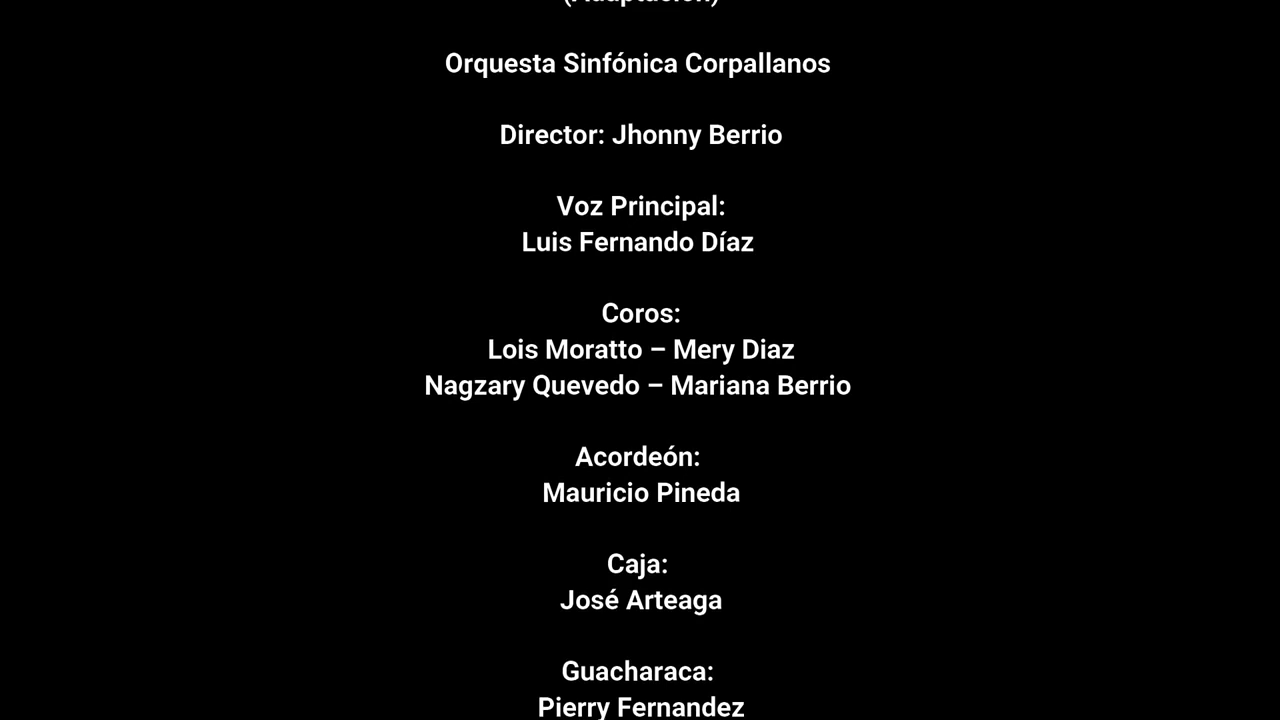 (Adaptación)
Orquesta Sinfónica Corpallanos
Director: Jhonny Berrio
Voz Principal:
Luis Fernando Díaz
Coros:
Lois Moratto – Mery Diaz
Nagzary Quevedo – Mariana Berrio
Acordeón:
Mauricio Pineda
Caja:
José Arteaga
Guacharaca:
Pierry Fernandez